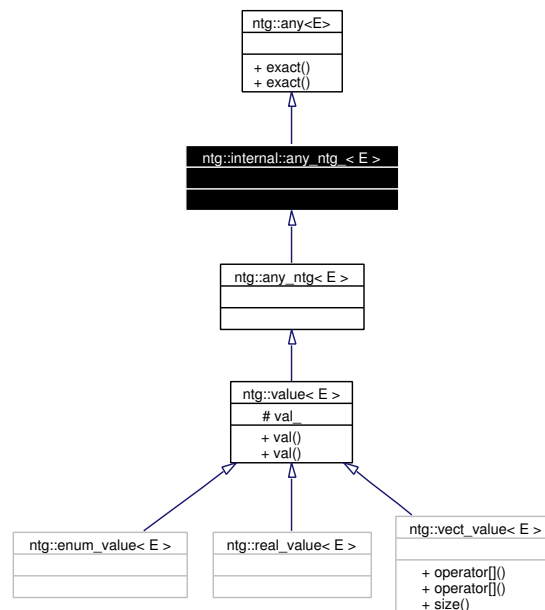 ntg::any<E>
+ exact()
+ exact()
ntg::internal::any_ntg_< E >
ntg::any_ntg< E >
ntg::value< E >
# val_
+ val()
+ val()
ntg::enum_value< E >
ntg::real_value< E >
ntg::vect_value< E >
+ operator[]()
+ operator[]()
+ size()